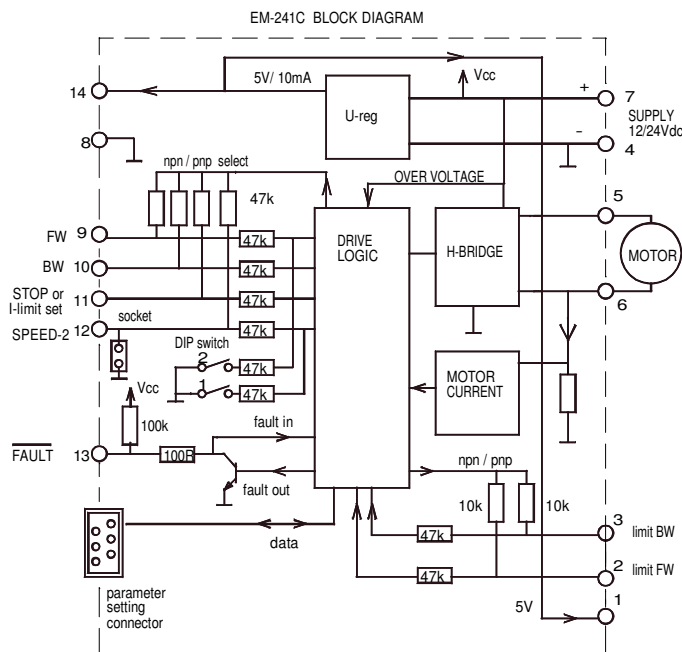 EM-241C BLOCK DIAGRAM
14
5V/ 10mA
U-reg
Vcc
+
7
SUPPLY
12/24Vdc
-
4
8
npn / pnp select
47k
OVER VOLTAGE
5
FW
9
47k
BW
10
47k
STOP or
I-limit set
11
47k
SPEED-2
12
socket
47k
DRIVE
LOGIC
H-BRIDGE
MOTOR
6
DIP switch
2
47k
1
47k
MOTOR
CURRENT
Vcc
100k
fault in
FAULT
13
100R
fault out
npn / pnp
10k
10k
data
47k
3
limit BW
47k
2
limit FW
5V
1
parameter
setting
connector